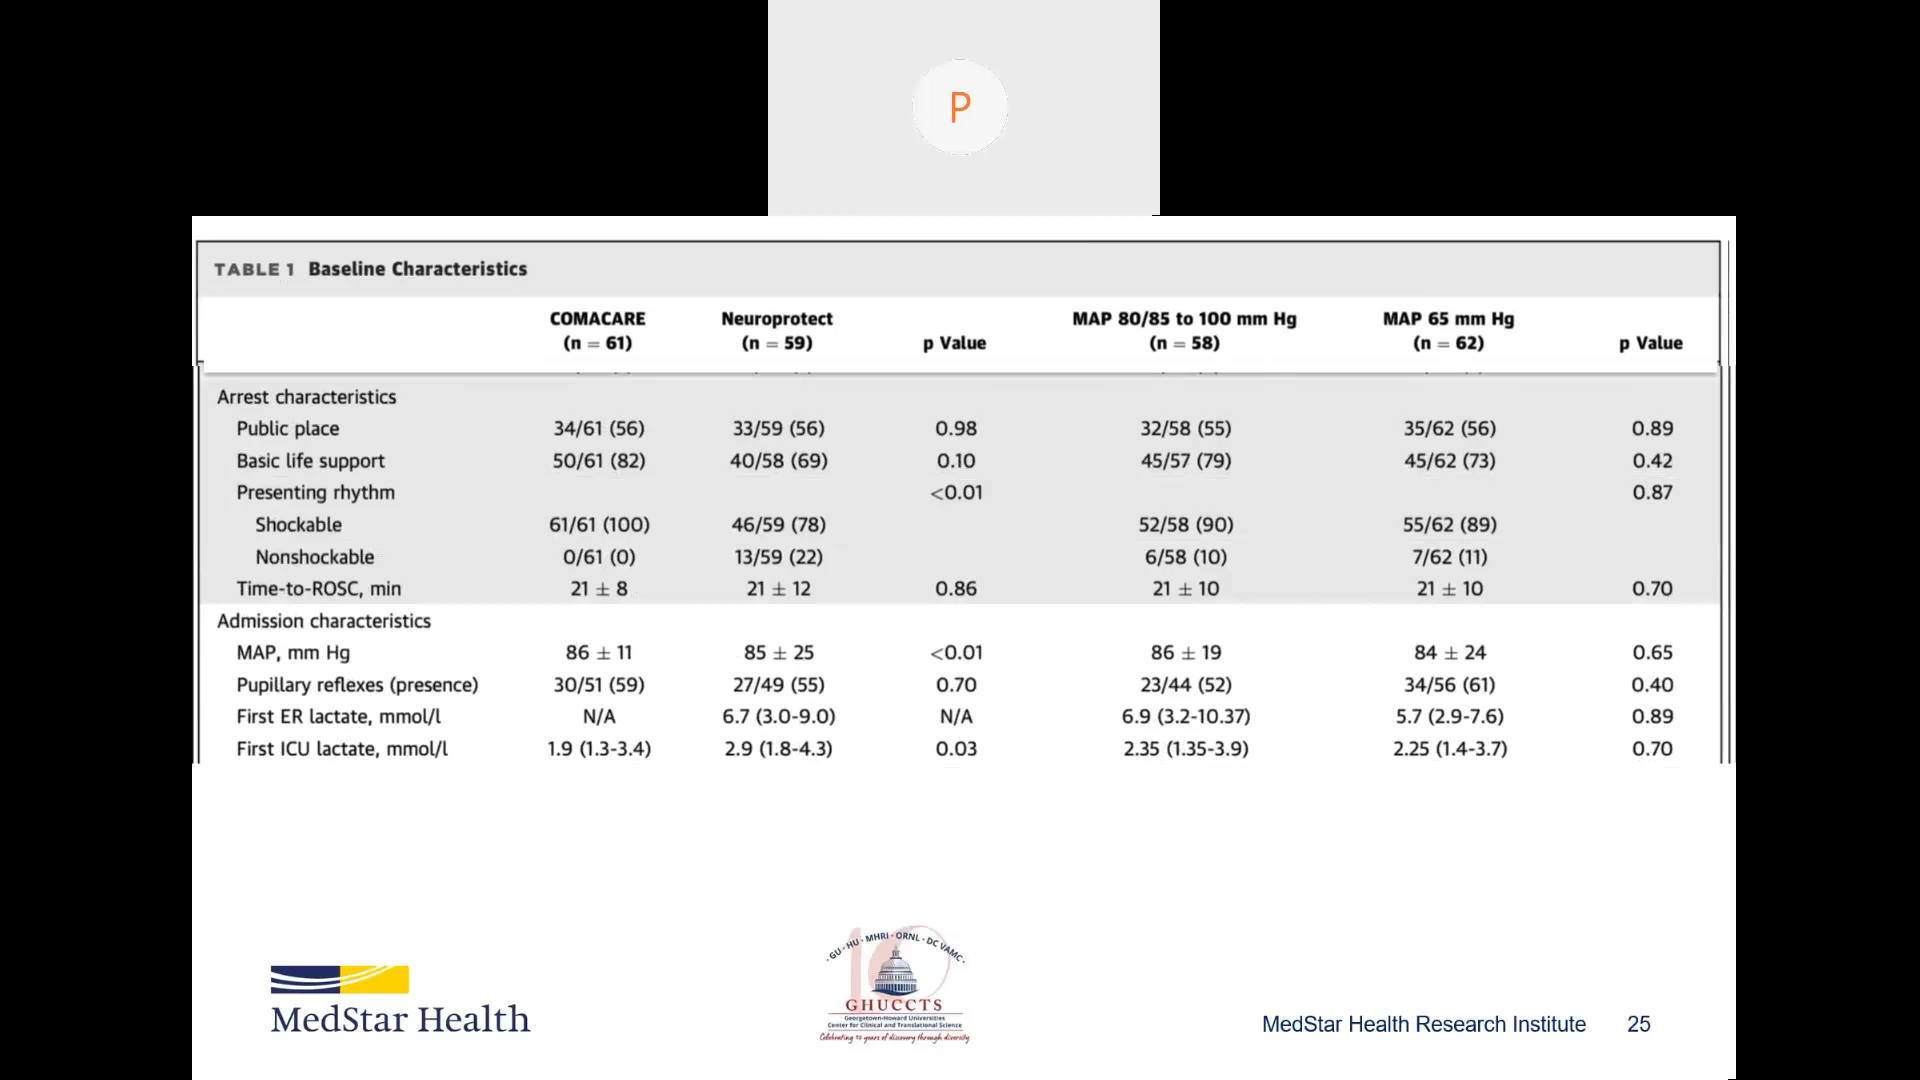 P
TABLE 1 Baseline Characteristics
COMACARE (n = 61) Neuroprotect (n = 59) p Value MAP 80/85 to 100 mm Hg (n = 58) MAP 65 mm Hg (n = 62) p Value
Arrest characteristics
Public place 34/61 (56) 33/59 (56) 0.98 32/58 (55) 35/62 (56) 0.89
Basic life support 50/61 (82) 40/58 (69) 0.10 45/57 (79) 45/62 (73) 0.42
Presenting rhythm <0.01 0.87
Shockable 61/61 (100) 46/59 (78) 52/58 (90) 55/62 (89)
Nonshockable 0/61 (0) 13/59 (22) 6/58 (10) 7/62 (11)
Time-to-ROSC, min 21 ± 8 21 ± 12 0.86 21 ± 10 21 ± 10 0.70
Admission characteristics
MAP, mm Hg 86 ± 11 85 ± 25 <0.01 86 ± 19 84 ± 24 0.65
Pupillary reflexes (presence) 30/51 (59) 27/49 (55) 0.70 23/44 (52) 34/56 (61) 0.40
First ER lactate, mmol/l N/A 6.7 (3.0-9.0) N/A 6.9 (3.2-10.37) 5.7 (2.9-7.6) 0.89
First ICU lactate, mmol/l 1.9 (1.3-3.4) 2.9 (1.8-4.3) 0.03 2.35 (1.35-3.9) 2.25 (1.4-3.7) 0.70
MedStar Health
10
· GU · HU · MHRI · ORNL · DC VAMC ·
GHUCCTS
Georgetown-Howard Universities
Center for Clinical and Translational Science
Celebrating 10 years of discovery through diversity
MedStar Health Research Institute 25